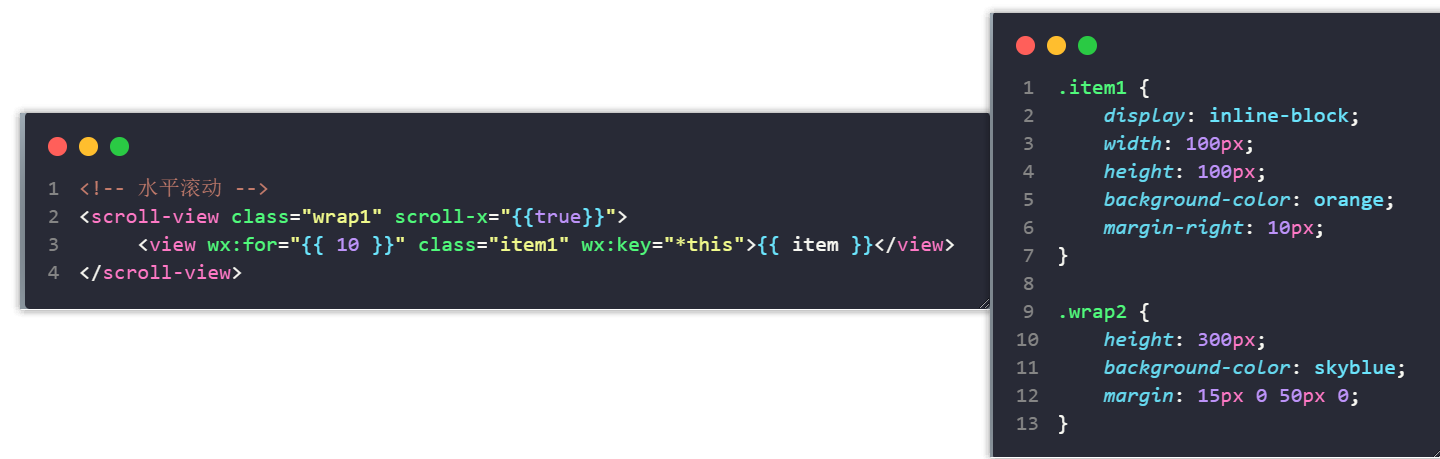 1 <!-- 水平滚动 -->
2 <scroll-view class="wrap1" scroll-x="{{true}}">
3     <view wx:for="{{ 10 }}" class="item1" wx:key="*this">{{ item }}</view>
4 </scroll-view>
1 .item1 {
2     display: inline-block;
3     width: 100px;
4     height: 100px;
5     background-color: orange;
6     margin-right: 10px;
7 }
8
9 .wrap2 {
10     height: 300px;
11     background-color: skyblue;
12     margin: 15px 0 50px 0;
13 }